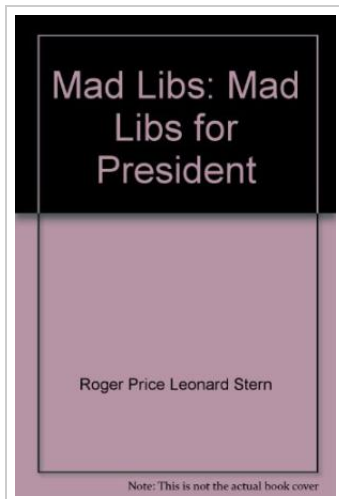 Mad Libs: Mad
Libs for
President
Roger Price Leonard Stern
Note: This is not the actual book cover